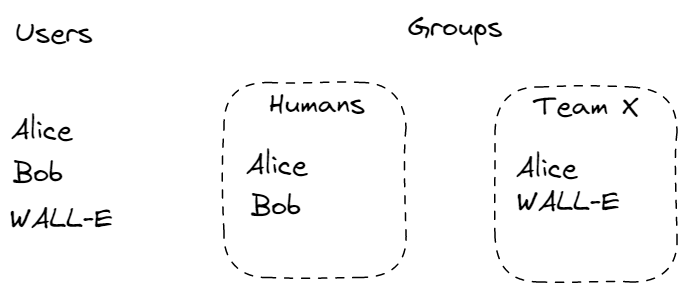 Users
Groups
Alice
Bob
WALL-E
Humans
Alice
Bob
Team X
Alice
WALL-E